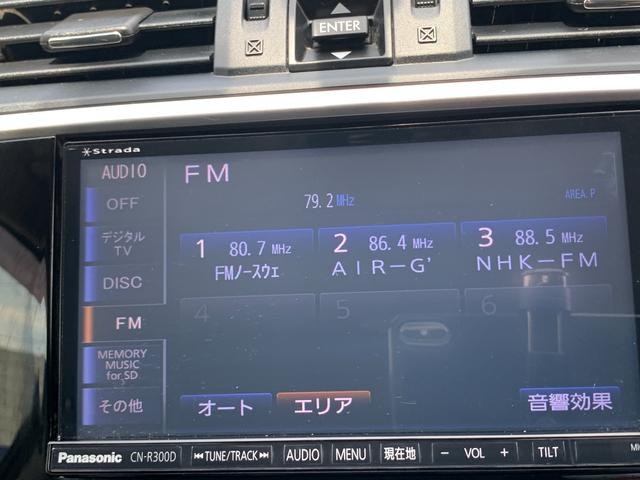 ENTER
Strada
AUDIO
FM
OFF
79.2MHz
AREA.P
デジタル
TV
1 80.7 MHz
FMノースウェ
2 86.4 MHz
AIR-G'
3 88.5 MHz
NHK-FM
DISC
FM
4
5
6
MEMORY
MUSIC
for SD
その他
オート
エリア
音響効果
Panasonic CN-R300D
TUNE/TRACK
AUDIO
MENU
現在地
- VOL +
TILT